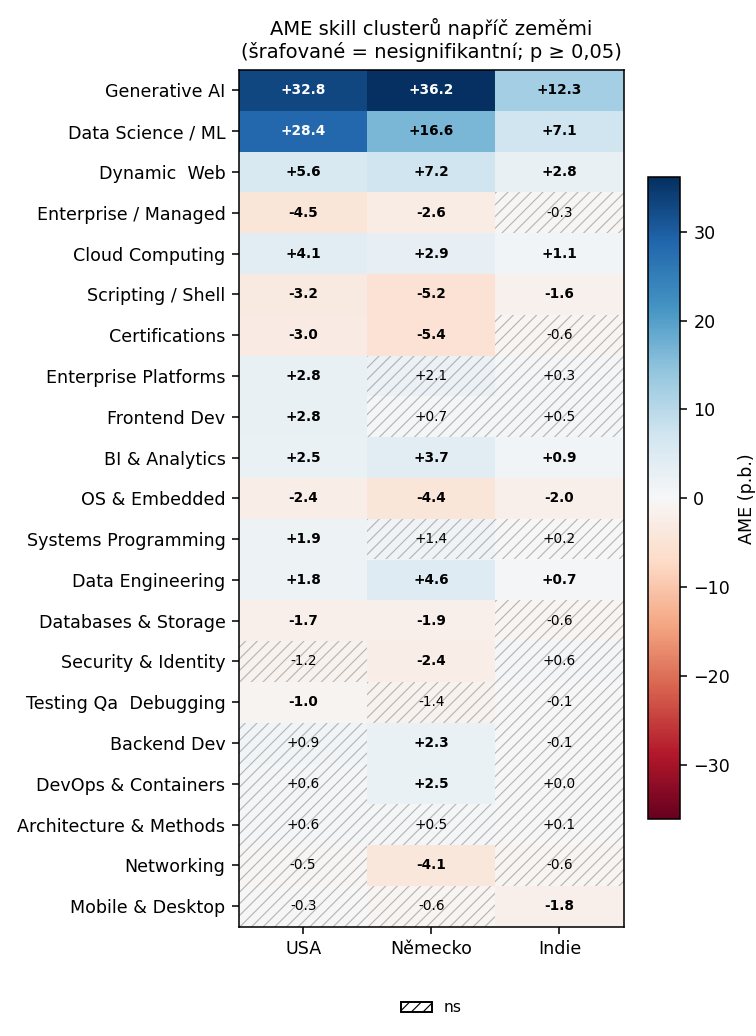 AME skill clusterů napříč zeměmi
(šrafované = nesignifikantní; p ≥ 0,05)
Generative AI +32.8 +36.2 +12.3
Data Science / ML +28.4 +16.6 +7.1
Dynamic  Web +5.6 +7.2 +2.8
Enterprise / Managed -4.5 -2.6 -0.3
Cloud Computing +4.1 +2.9 +1.1
Scripting / Shell -3.2 -5.2 -1.6
Certifications -3.0 -5.4 -0.6
Enterprise Platforms +2.8 +2.1 +0.3
Frontend Dev +2.8 +0.7 +0.5
BI & Analytics +2.5 +3.7 +0.9
OS & Embedded -2.4 -4.4 -2.0
Systems Programming +1.9 +1.4 +0.2
Data Engineering +1.8 +4.6 +0.7
Databases & Storage -1.7 -1.9 -0.6
Security & Identity -1.2 -2.4 +0.6
Testing Qa  Debugging -1.0 -1.4 -0.1
Backend Dev +0.9 +2.3 -0.1
DevOps & Containers +0.6 +2.5 +0.0
Architecture & Methods +0.6 +0.5 +0.1
Networking -0.5 -4.1 -0.6
Mobile & Desktop -0.3 -0.6 -1.8
USA Německo Indie
ns
30
20
10
0
−10
−20
−30
AME (p.b.)